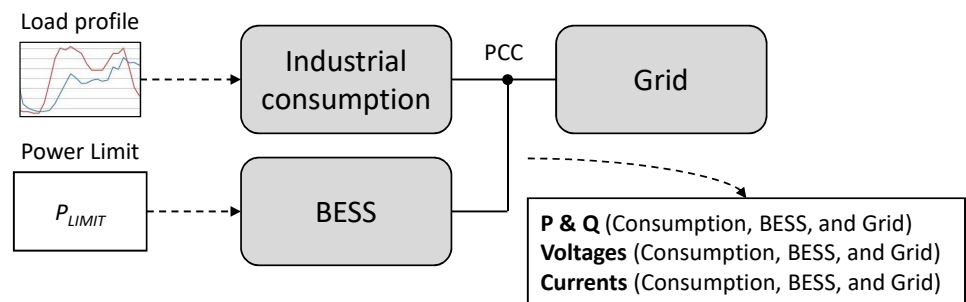 Load profile
Industrial
consumption
PCC
Grid
Power Limit
P_LIMIT
BESS
P & Q (Consumption, BESS, and Grid)
Voltages (Consumption, BESS, and Grid)
Currents (Consumption, BESS, and Grid)